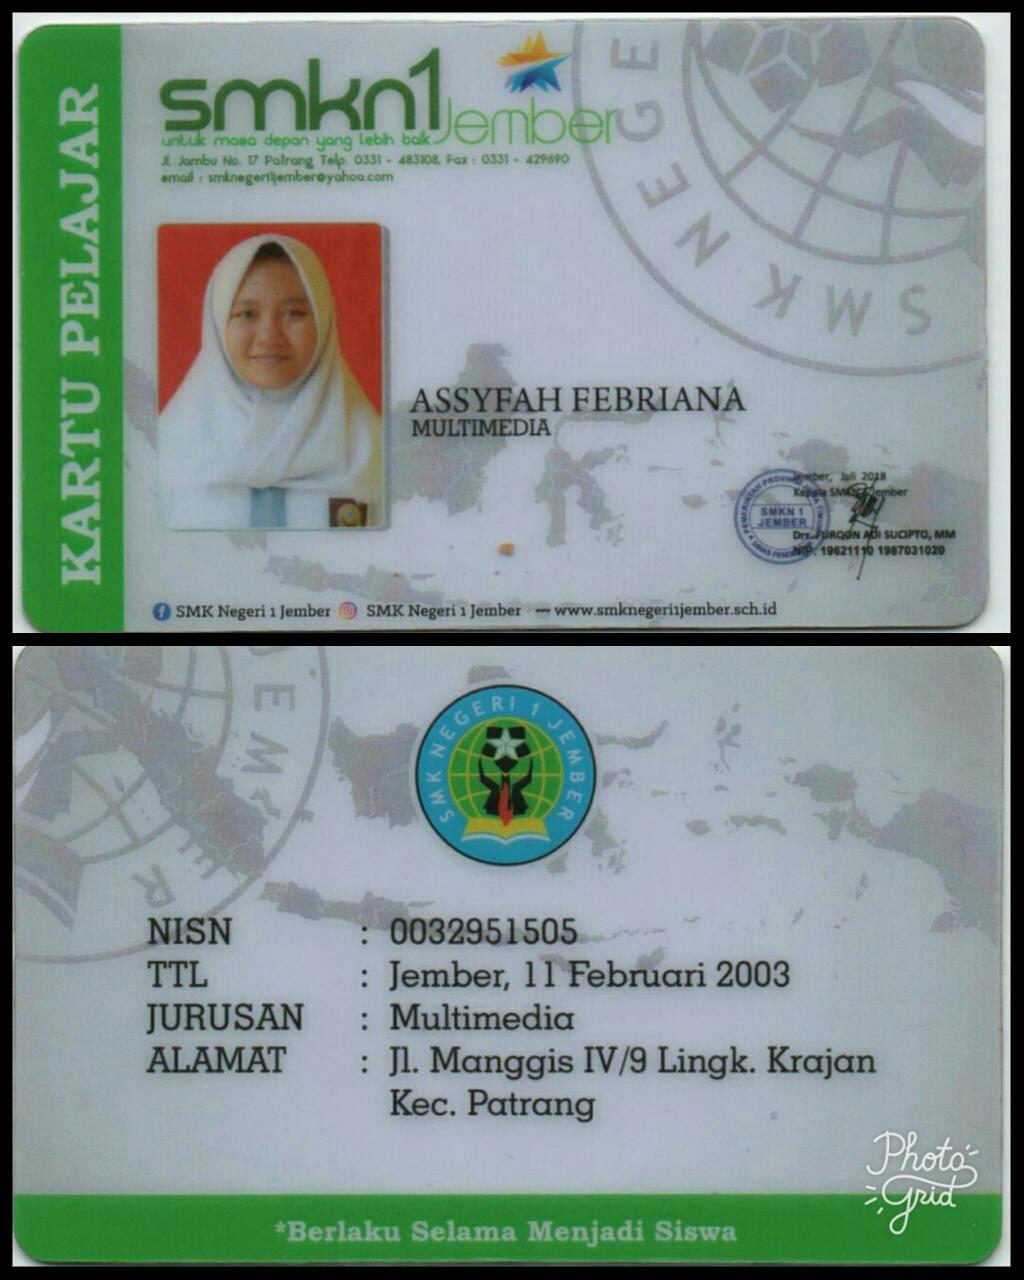 KARTU PELAJAR
smkn1 Jember
untuk masa depan yang lebih baik
Jl. Jambu No. 17 Patrang Telp. 0331 - 483108, Fax : 0331 - 429690
email : smknegeri1jember@yahoo.com
SMK NEGE
ASSYFAH FEBRIANA
MULTIMEDIA
Jember, Juli 2018
Kepala SMKN 1 Jember
SMKN 1
JEMBER
Drs. FURQON ADI SUCIPTO, MM
NIP. 19621110 1987031020
SMK Negeri 1 Jember SMK Negeri 1 Jember www.smknegeri1jember.sch.id
SMK NEGERI 1 JEMBER
NISN : 0032951505
TTL : Jember, 11 Februari 2003
JURUSAN : Multimedia
ALAMAT : Jl. Manggis IV/9 Lingk. Krajan
Kec. Patrang
Photo
Grid
*Berlaku Selama Menjadi Siswa